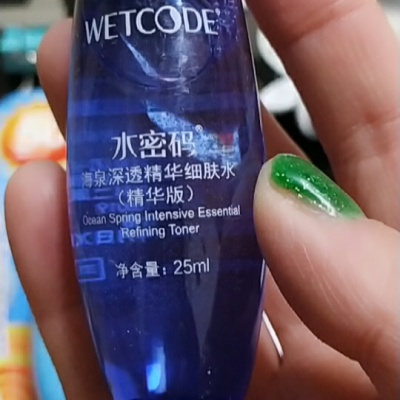 WETCODE®
水密码®
海泉深透精华细肤水
(精华版)
Ocean Spring Intensive Essential
Refining Toner
净含量：25ml